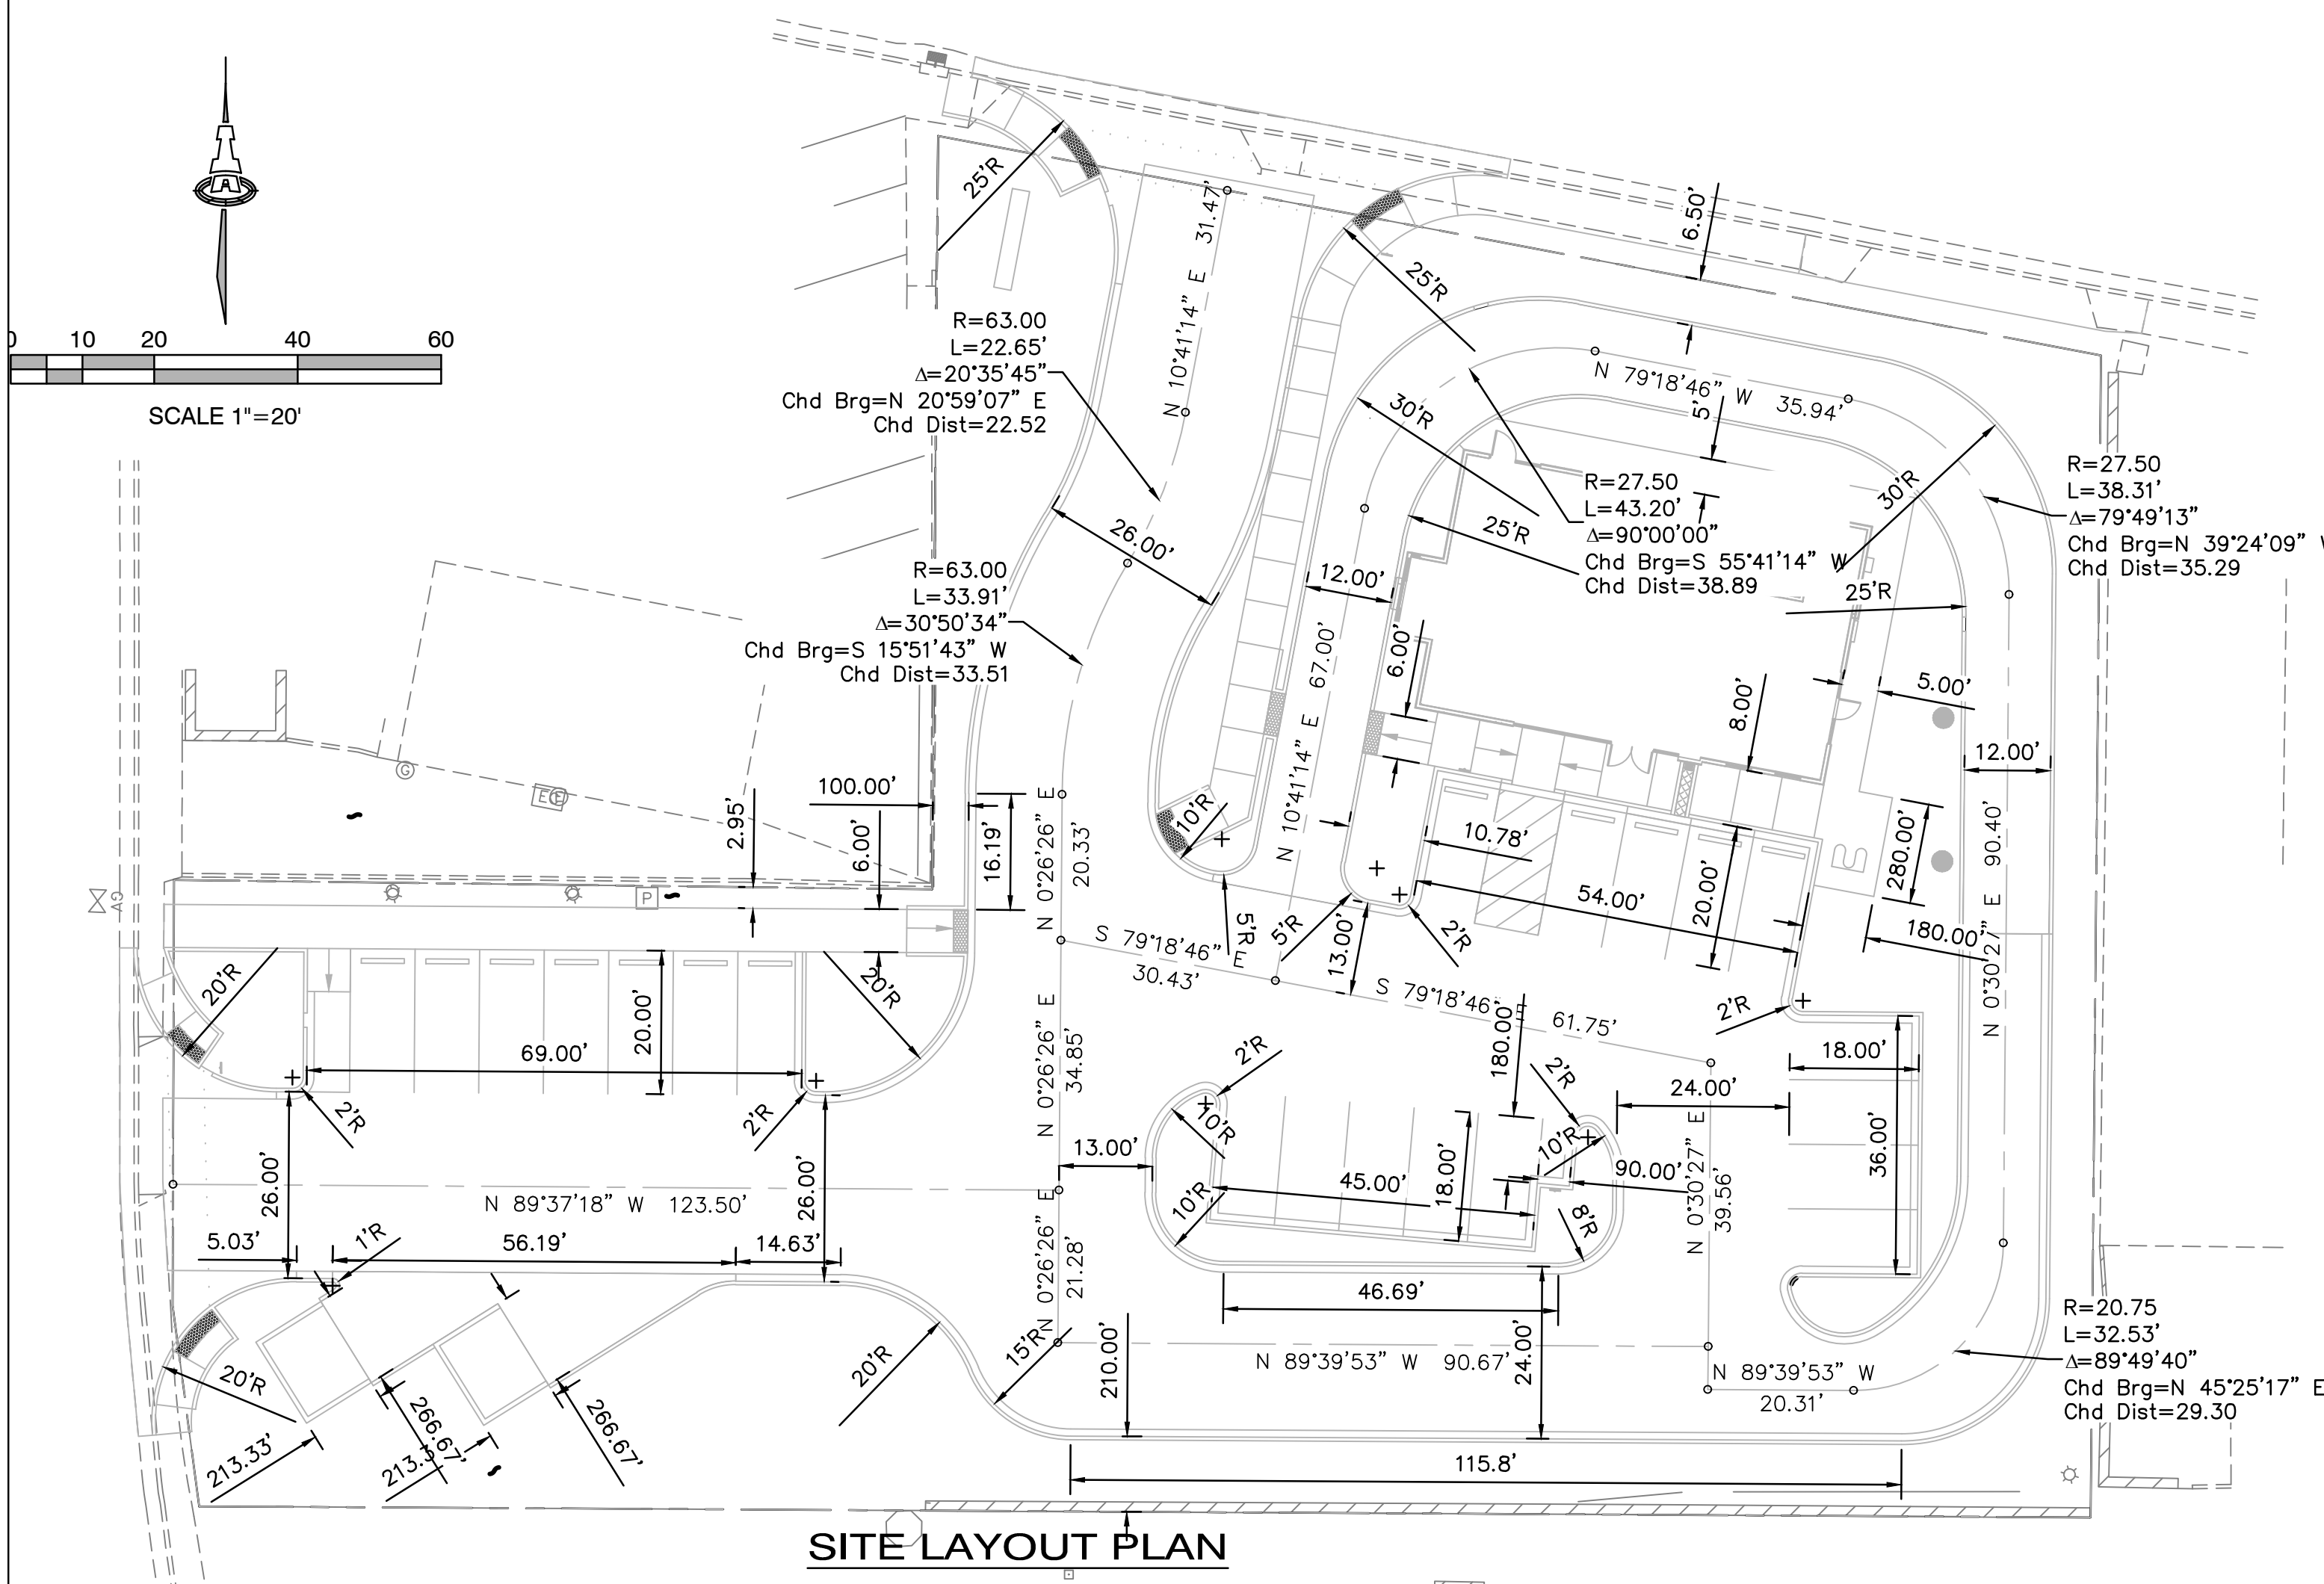 0 10 20 40 60
SCALE 1"=20'
25'R
N 10°41'14" E 31.47'
6.50'
R=63.00
L=22.65'
Δ=20°35'45"
Chd Brg=N 20°59'07" E
Chd Dist=22.52
25'R
N 79°18'46" W 35.94'
5'
30'R
30'R
R=27.50
L=43.20'
Δ=90°00'00"
Chd Brg=S 55°41'14" W
Chd Dist=38.89
R=27.50
L=38.31'
Δ=79°49'13"
Chd Brg=N 39°24'09" W
Chd Dist=35.29
26.00'
25'R
12.00'
25'R
R=63.00
L=33.91'
Δ=30°50'34"
Chd Brg=S 15°51'43" W
Chd Dist=33.51
6.00'
N 10°41'14" E 67.00'
8.00'
5.00'
12.00'
G
E
100.00'
2.95'
6.00'
16.19'
N 0°26'26" E
20.33'
10'R
10.78'
54.00'
20.00'
280.00'
180.00'
N 0°30'27" E 90.40'
GV
P
5'R
5'R
13.00'
2'R
S 79°18'46" E
30.43'
S 79°18'46" E 61.75'
2'R
20'R
69.00'
20.00'
20'R
2'R
2'R
N 0°26'26" E
34.85'
2'R
10'R
180.00'
2'R
10'R
24.00'
18.00'
36.00'
13.00'
26.00'
26.00'
N 89°37'18" W 123.50'
10'R
45.00'
18.00'
90.00'
8'R
N 0°30'27" E
39.56'
5.03'
1'R
56.19'
14.63'
N 0°26'26" E
21.28'
46.69'
20'R
20'R
15'R
210.00'
N 89°39'53" W 90.67'
24.00'
N 89°39'53" W
20.31'
R=20.75
L=32.53'
Δ=89°49'40"
Chd Brg=N 45°25'17" E
Chd Dist=29.30
213.33'
266.67'
213.3
266.67'
115.8'
SITE LAYOUT PLAN